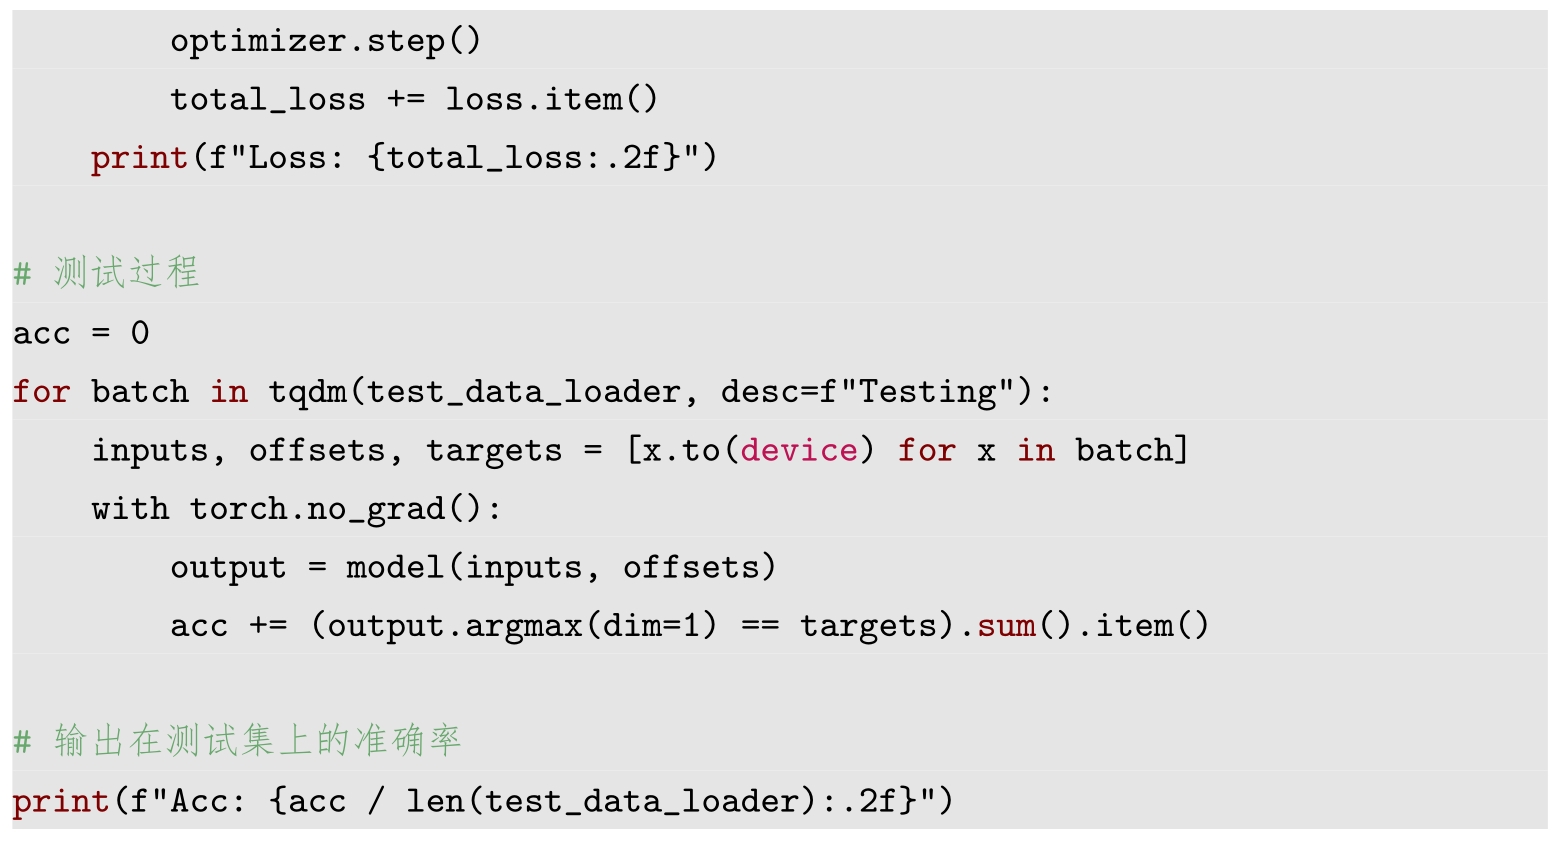 optimizer.step()
        total_loss += loss.item()
    print(f"Loss: {total_loss:.2f}")

# 测试过程
acc = 0
for batch in tqdm(test_data_loader, desc=f"Testing"):
    inputs, offsets, targets = [x.to(device) for x in batch]
    with torch.no_grad():
        output = model(inputs, offsets)
        acc += (output.argmax(dim=1) == targets).sum().item()

# 输出在测试集上的准确率
print(f"Acc: {acc / len(test_data_loader):.2f}")